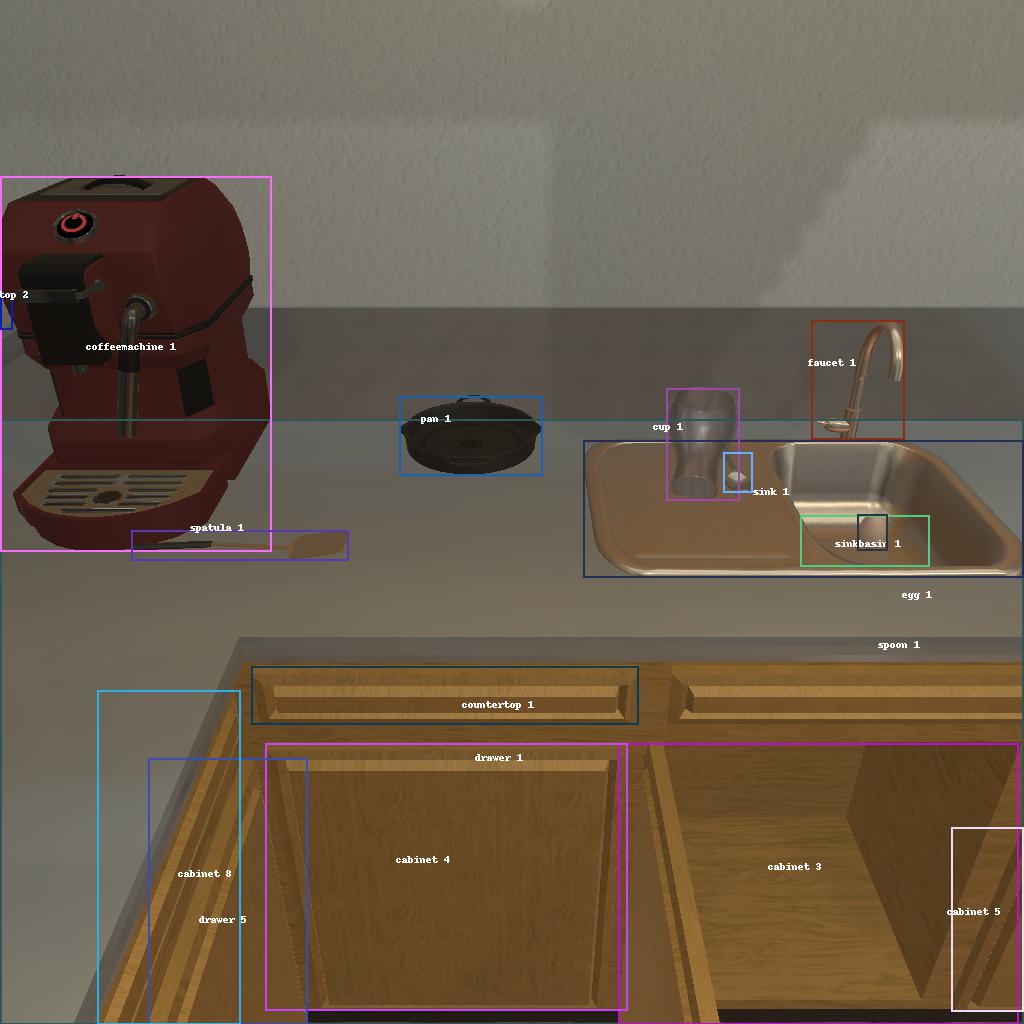 top 2
coffeemachine 1
faucet 1
pan 1
cup 1
sink 1
spatula 1
sinkbasin 1
egg 1
spoon 1
countertop 1
drawer 1
cabinet 4
cabinet 3
cabinet 8
cabinet 5
drawer 5